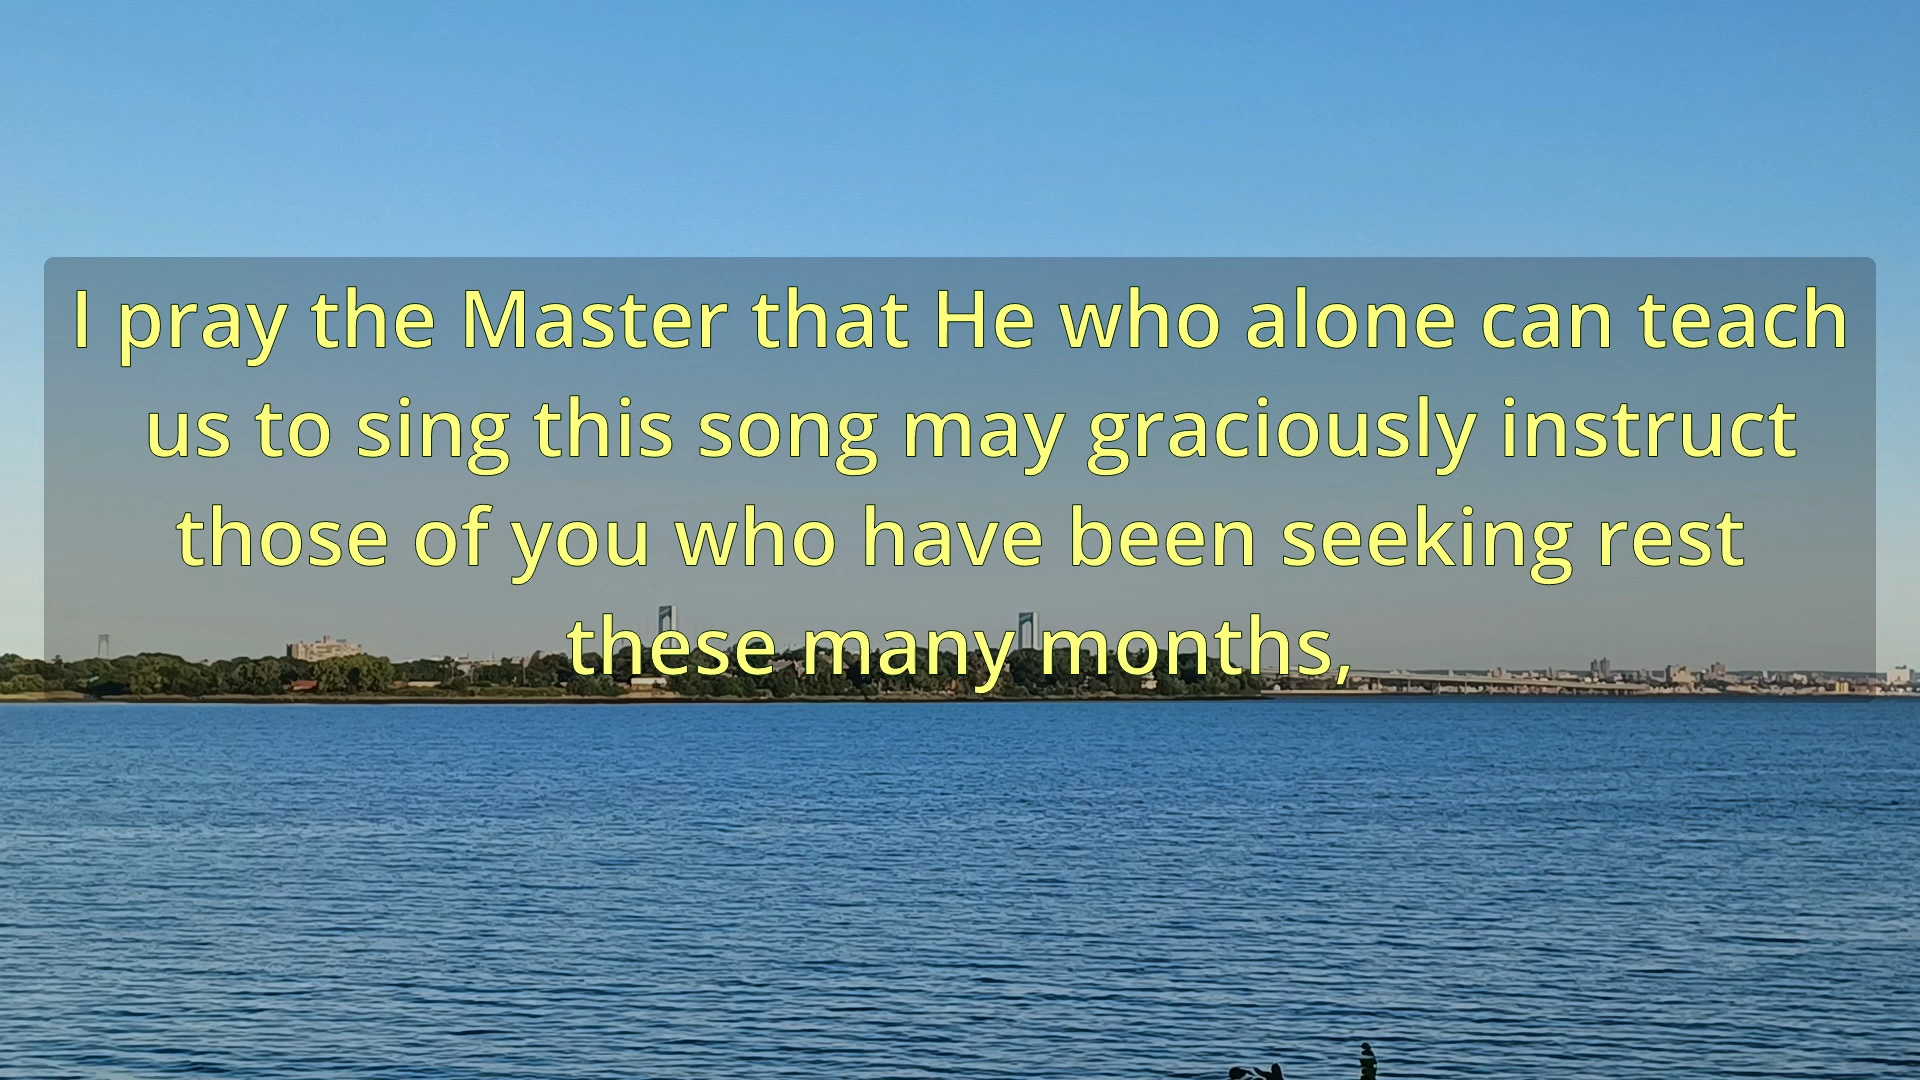 I pray the Master that He who alone can teach
us to sing this song may graciously instruct
those of you who have been seeking rest
these many months,